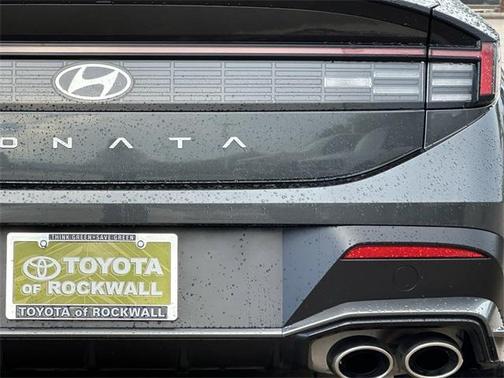 ONATA
THINK GREEN • SAVE GREEN
TOYOTA
OF ROCKWALL
TOYOTA of ROCKWALL